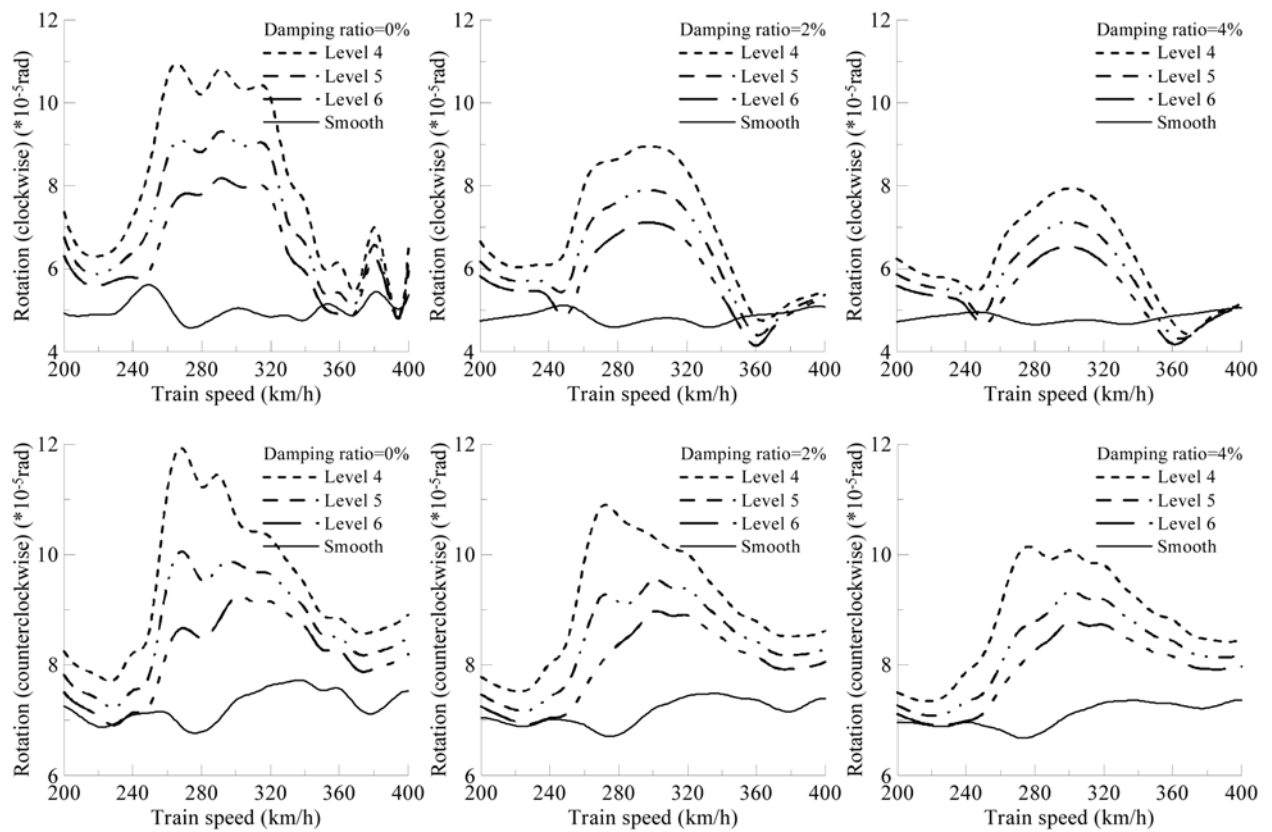 Rotation (clockwise) (*10⁻⁵rad)
12
10
8
6
4
Damping ratio=0%
Level 4
Level 5
Level 6
Smooth
200 240 280 320 360 400
Train speed (km/h)
Rotation (clockwise) (*10⁻⁵rad)
12
10
8
6
4
Damping ratio=2%
Level 4
Level 5
Level 6
Smooth
200 240 280 320 360 400
Train speed (km/h)
Rotation (clockwise) (*10⁻⁵rad)
12
10
8
6
4
Damping ratio=4%
Level 4
Level 5
Level 6
Smooth
200 240 280 320 360 400
Train speed (km/h)
Rotation (counterclockwise) (*10⁻⁵rad)
12
10
8
6
Damping ratio=0%
Level 4
Level 5
Level 6
Smooth
200 240 280 320 360 400
Train speed (km/h)
Rotation (counterclockwise) (*10⁻⁵rad)
12
10
8
6
Damping ratio=2%
Level 4
Level 5
Level 6
Smooth
200 240 280 320 360 400
Train speed (km/h)
Rotation (counterclockwise) (*10⁻⁵rad)
12
10
8
6
Damping ratio=4%
Level 4
Level 5
Level 6
Smooth
200 240 280 320 360 400
Train speed (km/h)